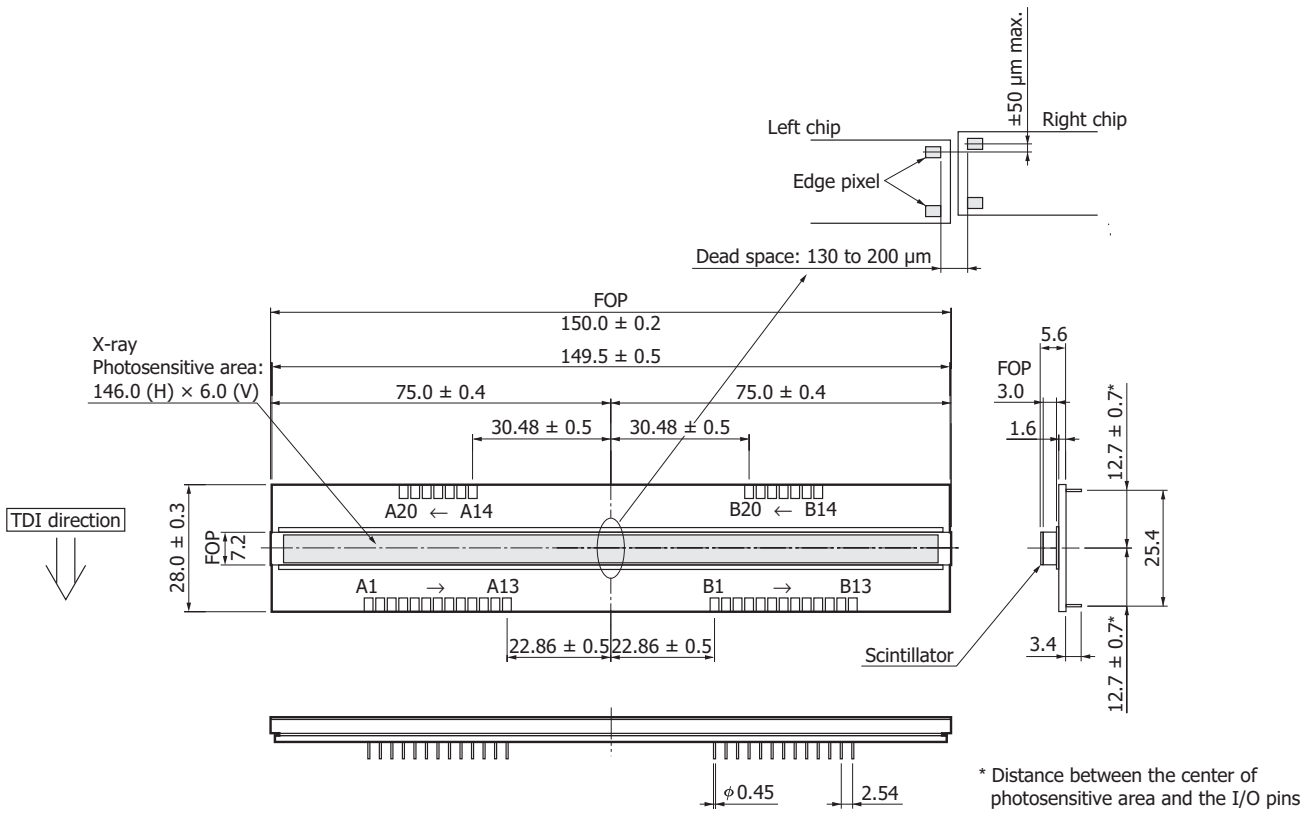 ±50 µm max.
Left chip
Right chip
Edge pixel
Dead space: 130 to 200 µm
FOP
150.0 ± 0.2
149.5 ± 0.5
X-ray
Photosensitive area:
146.0 (H) × 6.0 (V)
75.0 ± 0.4
75.0 ± 0.4
30.48 ± 0.5
30.48 ± 0.5
5.6
FOP
3.0
1.6
12.7 ± 0.7*
A20 ← A14
B20 ← B14
TDI direction
28.0 ± 0.3
FOP
7.2
25.4
A1 → A13
B1 → B13
22.86 ± 0.5
22.86 ± 0.5
Scintillator
3.4
12.7 ± 0.7*
ϕ0.45
2.54
* Distance between the center of
photosensitive area and the I/O pins